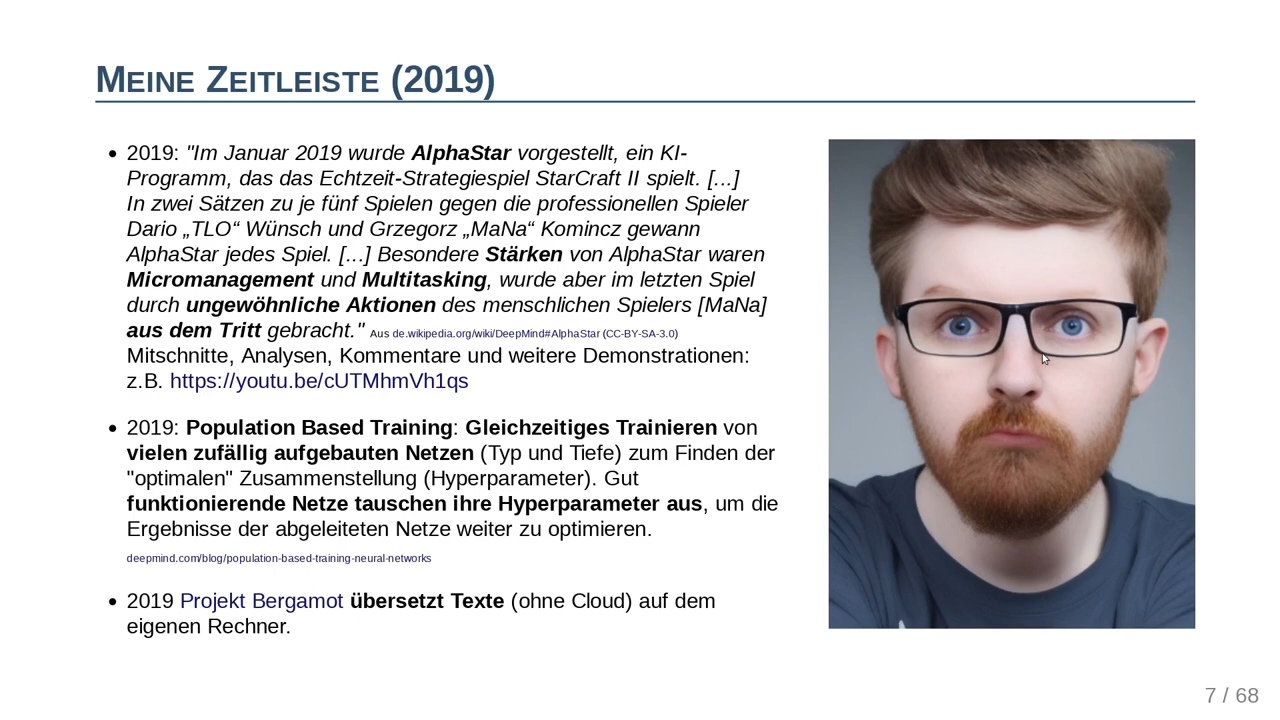 MEINE ZEITLEISTE (2019)
• 2019: "Im Januar 2019 wurde AlphaStar vorgestellt, ein KI-
Programm, das das Echtzeit-Strategiespiel StarCraft II spielt. [...]
In zwei Sätzen zu je fünf Spielen gegen die professionellen Spieler
Dario „TLO“ Wünsch und Grzegorz „MaNa“ Komincz gewann
AlphaStar jedes Spiel. [...] Besondere Stärken von AlphaStar waren
Micromanagement und Multitasking, wurde aber im letzten Spiel
durch ungewöhnliche Aktionen des menschlichen Spielers [MaNa]
aus dem Tritt gebracht." Aus de.wikipedia.org/wiki/DeepMind#AlphaStar (CC-BY-SA-3.0)
Mitschnitte, Analysen, Kommentare und weitere Demonstrationen:
z.B. https://youtu.be/cUTMhmVh1qs
• 2019: Population Based Training: Gleichzeitiges Trainieren von
vielen zufällig aufgebauten Netzen (Typ und Tiefe) zum Finden der
"optimalen" Zusammenstellung (Hyperparameter). Gut
funktionierende Netze tauschen ihre Hyperparameter aus, um die
Ergebnisse der abgeleiteten Netze weiter zu optimieren.
deepmind.com/blog/population-based-training-neural-networks
• 2019 Projekt Bergamot übersetzt Texte (ohne Cloud) auf dem
eigenen Rechner.
7 / 68